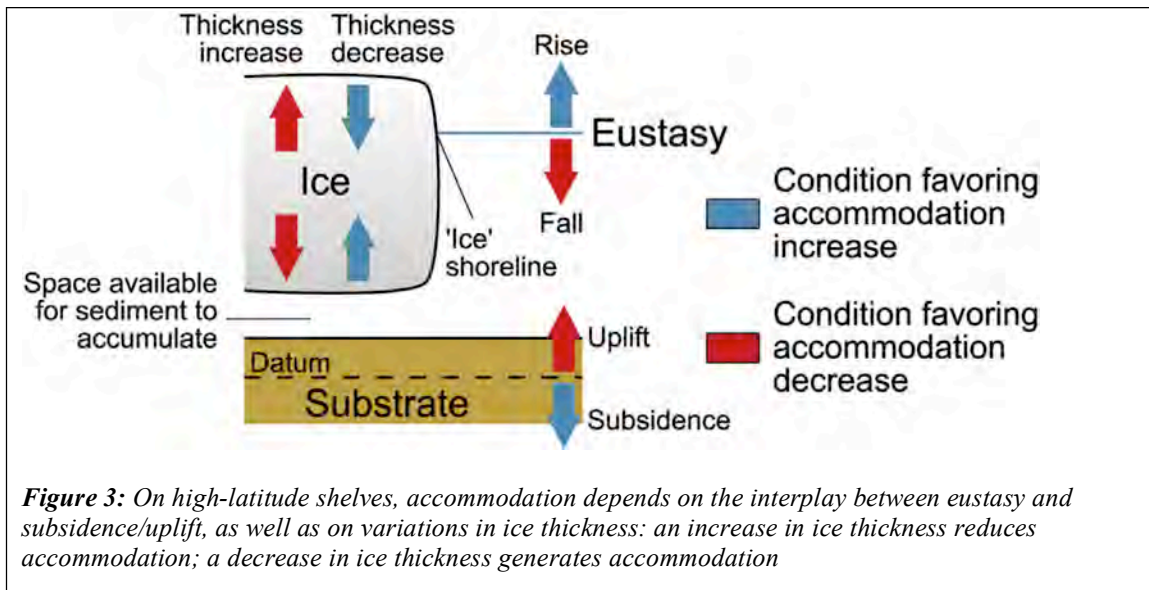 Thickness
increase
Thickness
decrease
Rise
Eustasy
Ice
Fall
'Ice'
shoreline
Space available
for sediment to
accumulate
Uplift
Datum
Substrate
Subsidence
Condition favoring
accommodation
increase
Condition favoring
accommodation
decrease
Figure 3: On high-latitude shelves, accommodation depends on the interplay between eustasy and
subsidence/uplift, as well as on variations in ice thickness: an increase in ice thickness reduces
accommodation; a decrease in ice thickness generates accommodation